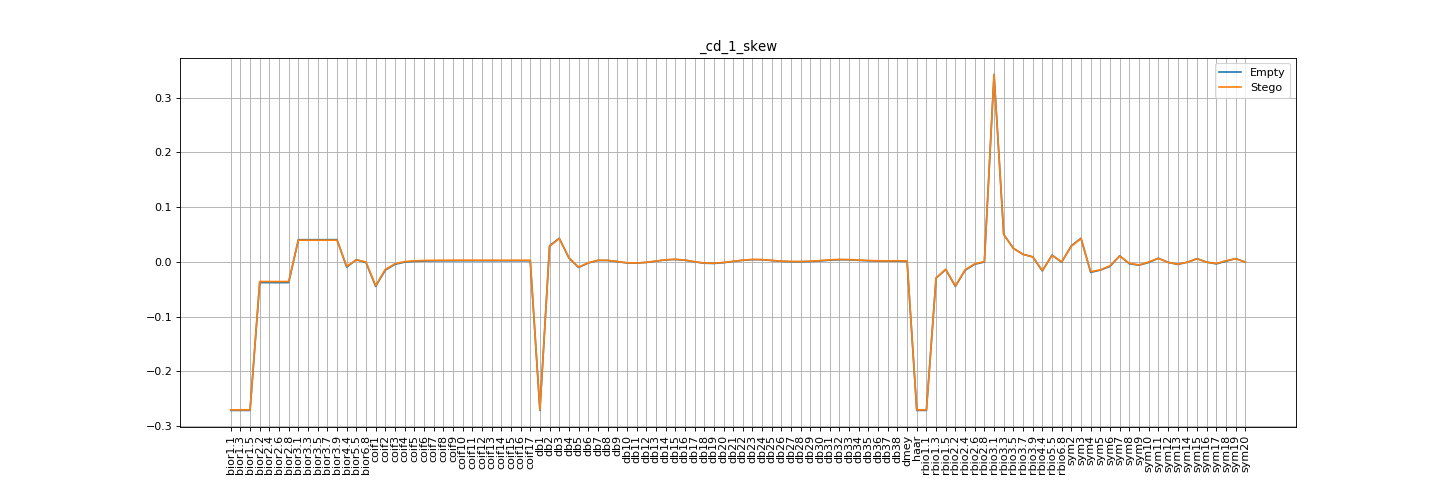 _cd_1_skew
Empty
Stego
0.3
0.2
0.1
0.0
−0.1
−0.2
−0.3
bior1.1
bior1.3
bior1.5
bior2.2
bior2.4
bior2.6
bior2.8
bior3.1
bior3.3
bior3.5
bior3.7
bior3.9
bior4.4
bior5.5
bior6.8
coif1
coif2
coif3
coif4
coif5
coif6
coif7
coif8
coif9
coif10
coif11
coif12
coif13
coif14
coif15
coif16
coif17
db1
db2
db3
db4
db5
db6
db7
db8
db9
db10
db11
db12
db13
db14
db15
db16
db17
db18
db19
db20
db21
db22
db23
db24
db25
db26
db27
db28
db29
db30
db31
db32
db33
db34
db35
db36
db37
db38
dmey
haar
rbio1.1
rbio1.3
rbio1.5
rbio2.2
rbio2.4
rbio2.6
rbio2.8
rbio3.1
rbio3.3
rbio3.5
rbio3.7
rbio3.9
rbio4.4
rbio5.5
rbio6.8
sym2
sym3
sym4
sym5
sym6
sym7
sym8
sym9
sym10
sym11
sym12
sym13
sym14
sym15
sym16
sym17
sym18
sym19
sym20